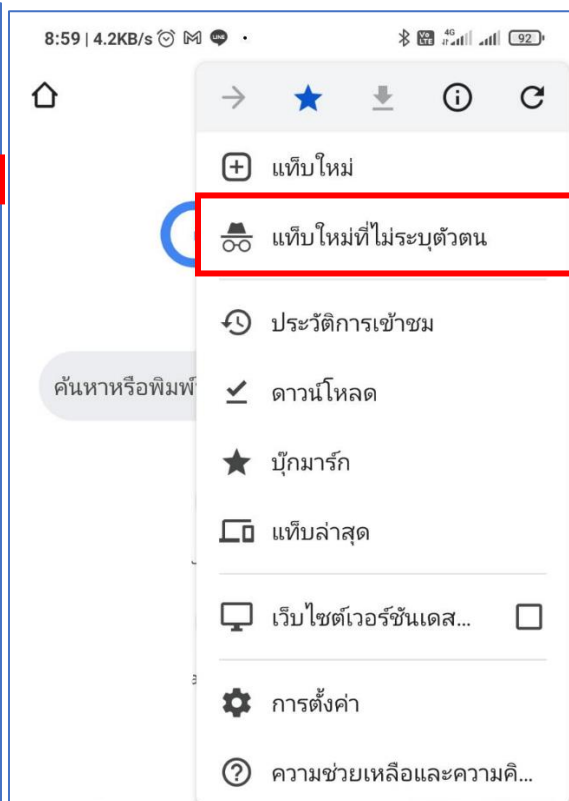 8:59 | 4.2KB/s
Vo LTE 4G 92
แท็บใหม่
แท็บใหม่ที่ไม่ระบุตัวตน
ประวัติการเข้าชม
ค้นหาหรือพิมพ์
ดาวน์โหลด
บุ๊กมาร์ก
แท็บล่าสุด
เว็บไซต์เวอร์ชันเดส...
การตั้งค่า
ความช่วยเหลือและความคิ...